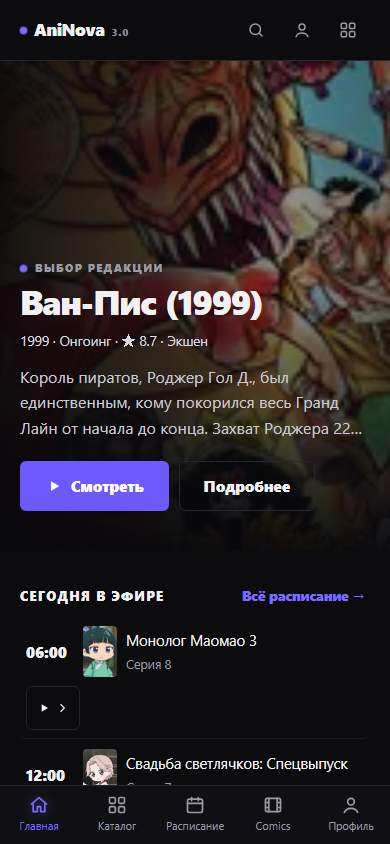 AniNova 3.0
ВЫБОР РЕДАКЦИИ
Ван-Пис (1999)
1999 · Онгоинг · ★ 8.7 · Экшен
Король пиратов, Роджер Гол Д., был
единственным, кому покорился весь Гранд
Лайн от начала до конца. Захват Роджера 22...
Смотреть
Подробнее
СЕГОДНЯ В ЭФИРЕ
Всё расписание →
06:00
Монолог Маомао 3
Серия 8
12:00
Свадьба светлячков: Спецвыпуск
Главная
Каталог
Расписание
Comics
Профиль